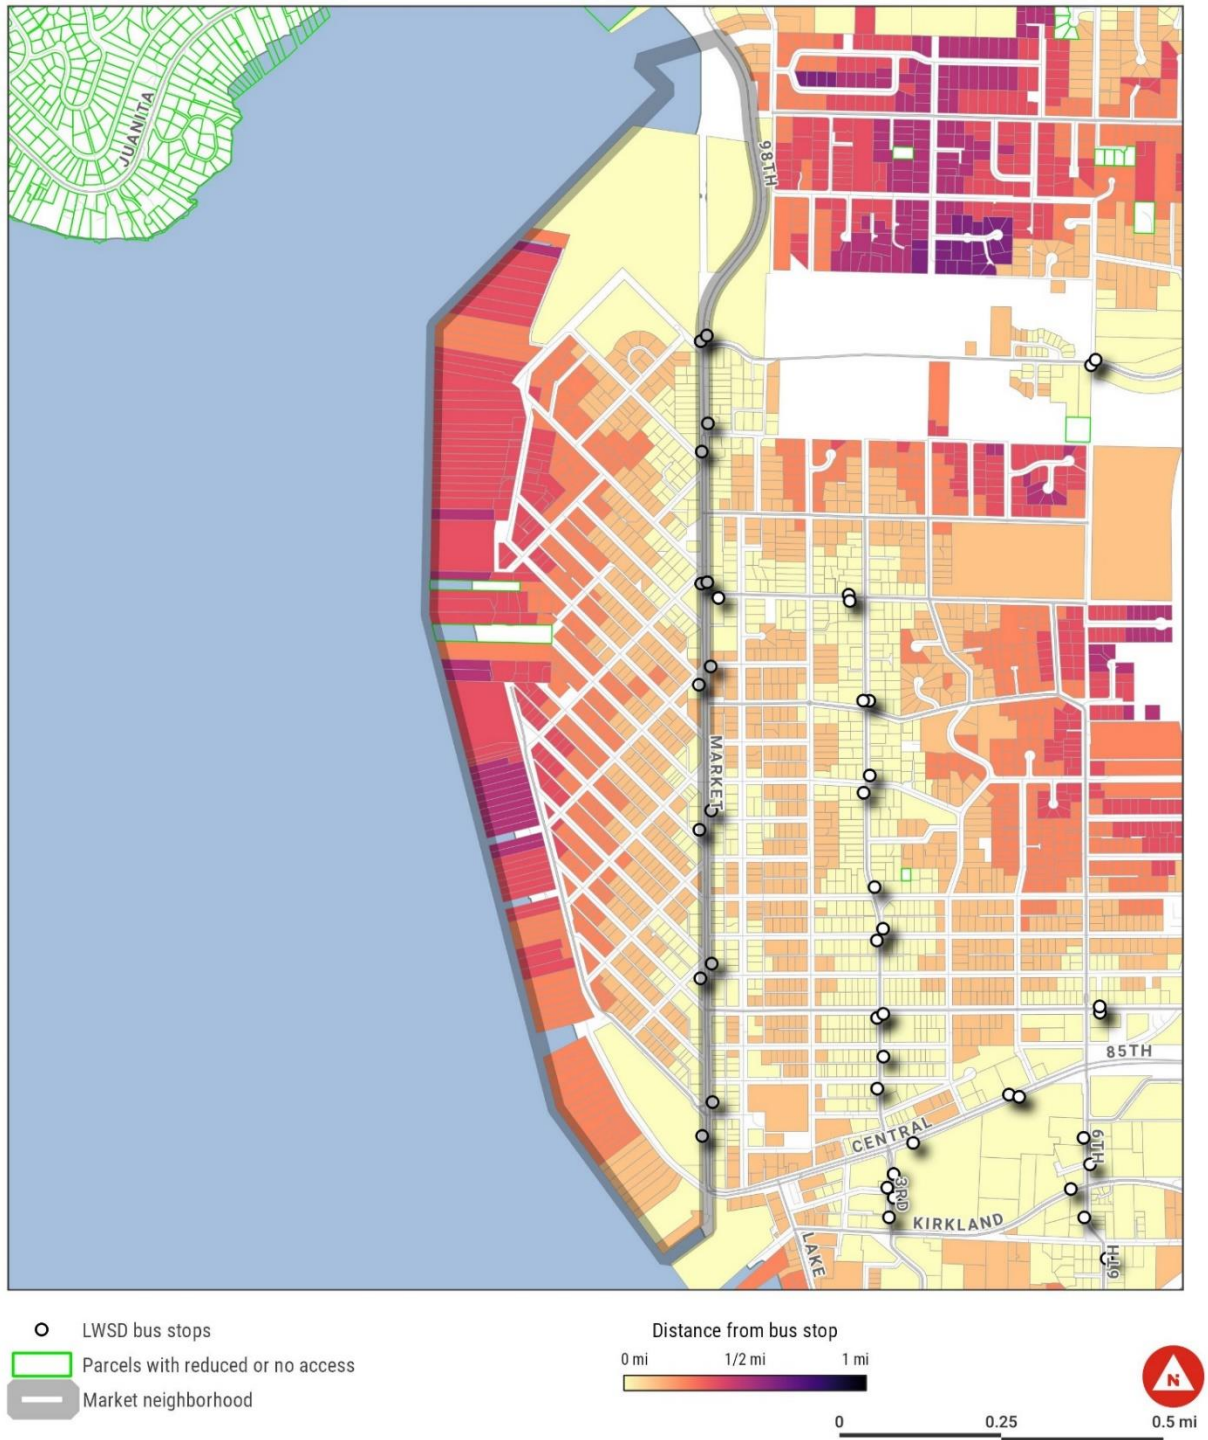 JUANITA
98TH
MARKET
85TH
CENTRAL
6TH
3RD
KIRKLAND
LAKE
6TH
LWSD bus stops
Parcels with reduced or no access
Market neighborhood
Distance from bus stop
0 mi 1/2 mi 1 mi
N
0 0.25 0.5 mi